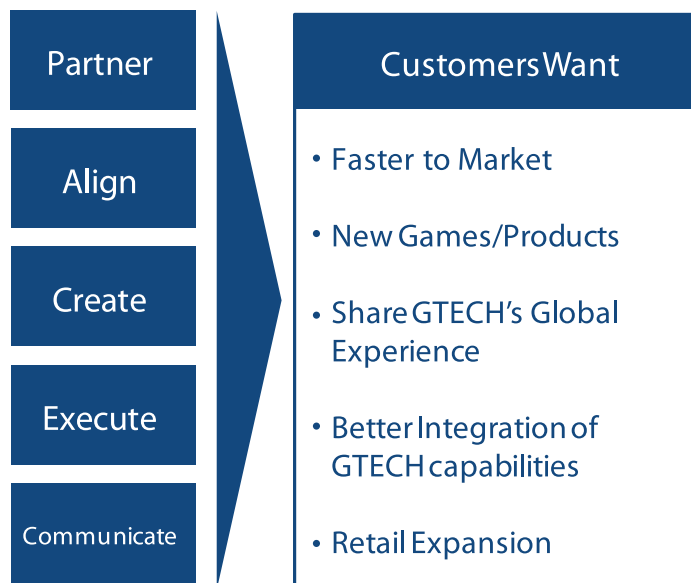 Partner
Align
Create
Execute
Communicate
Customers Want
• Faster to Market
• New Games/Products
• Share GTECH's Global
Experience
• Better Integration of
GTECH capabilities
• Retail Expansion